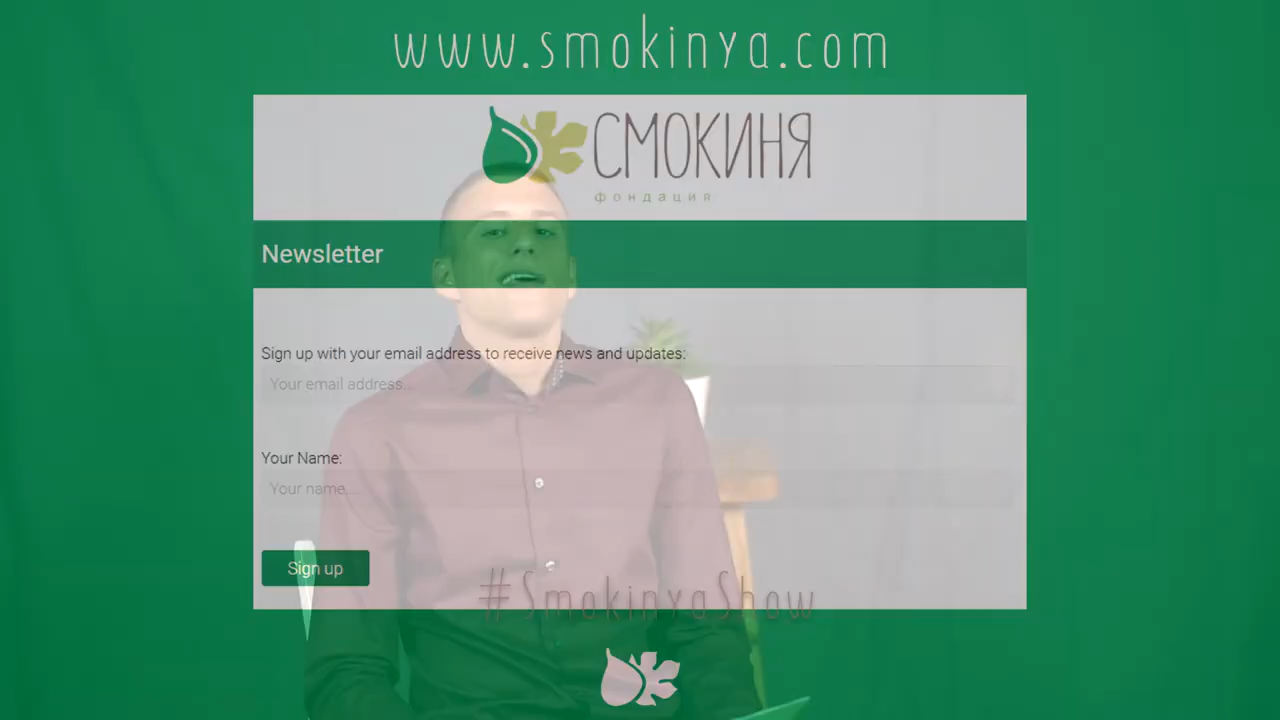 www.smokinya.com
СМОКИНЯ
фондация
Newsletter
Sign up with your email address to receive news and updates:
Your email address...
Your Name:
Your name...
Sign up
#SmokinyaShow